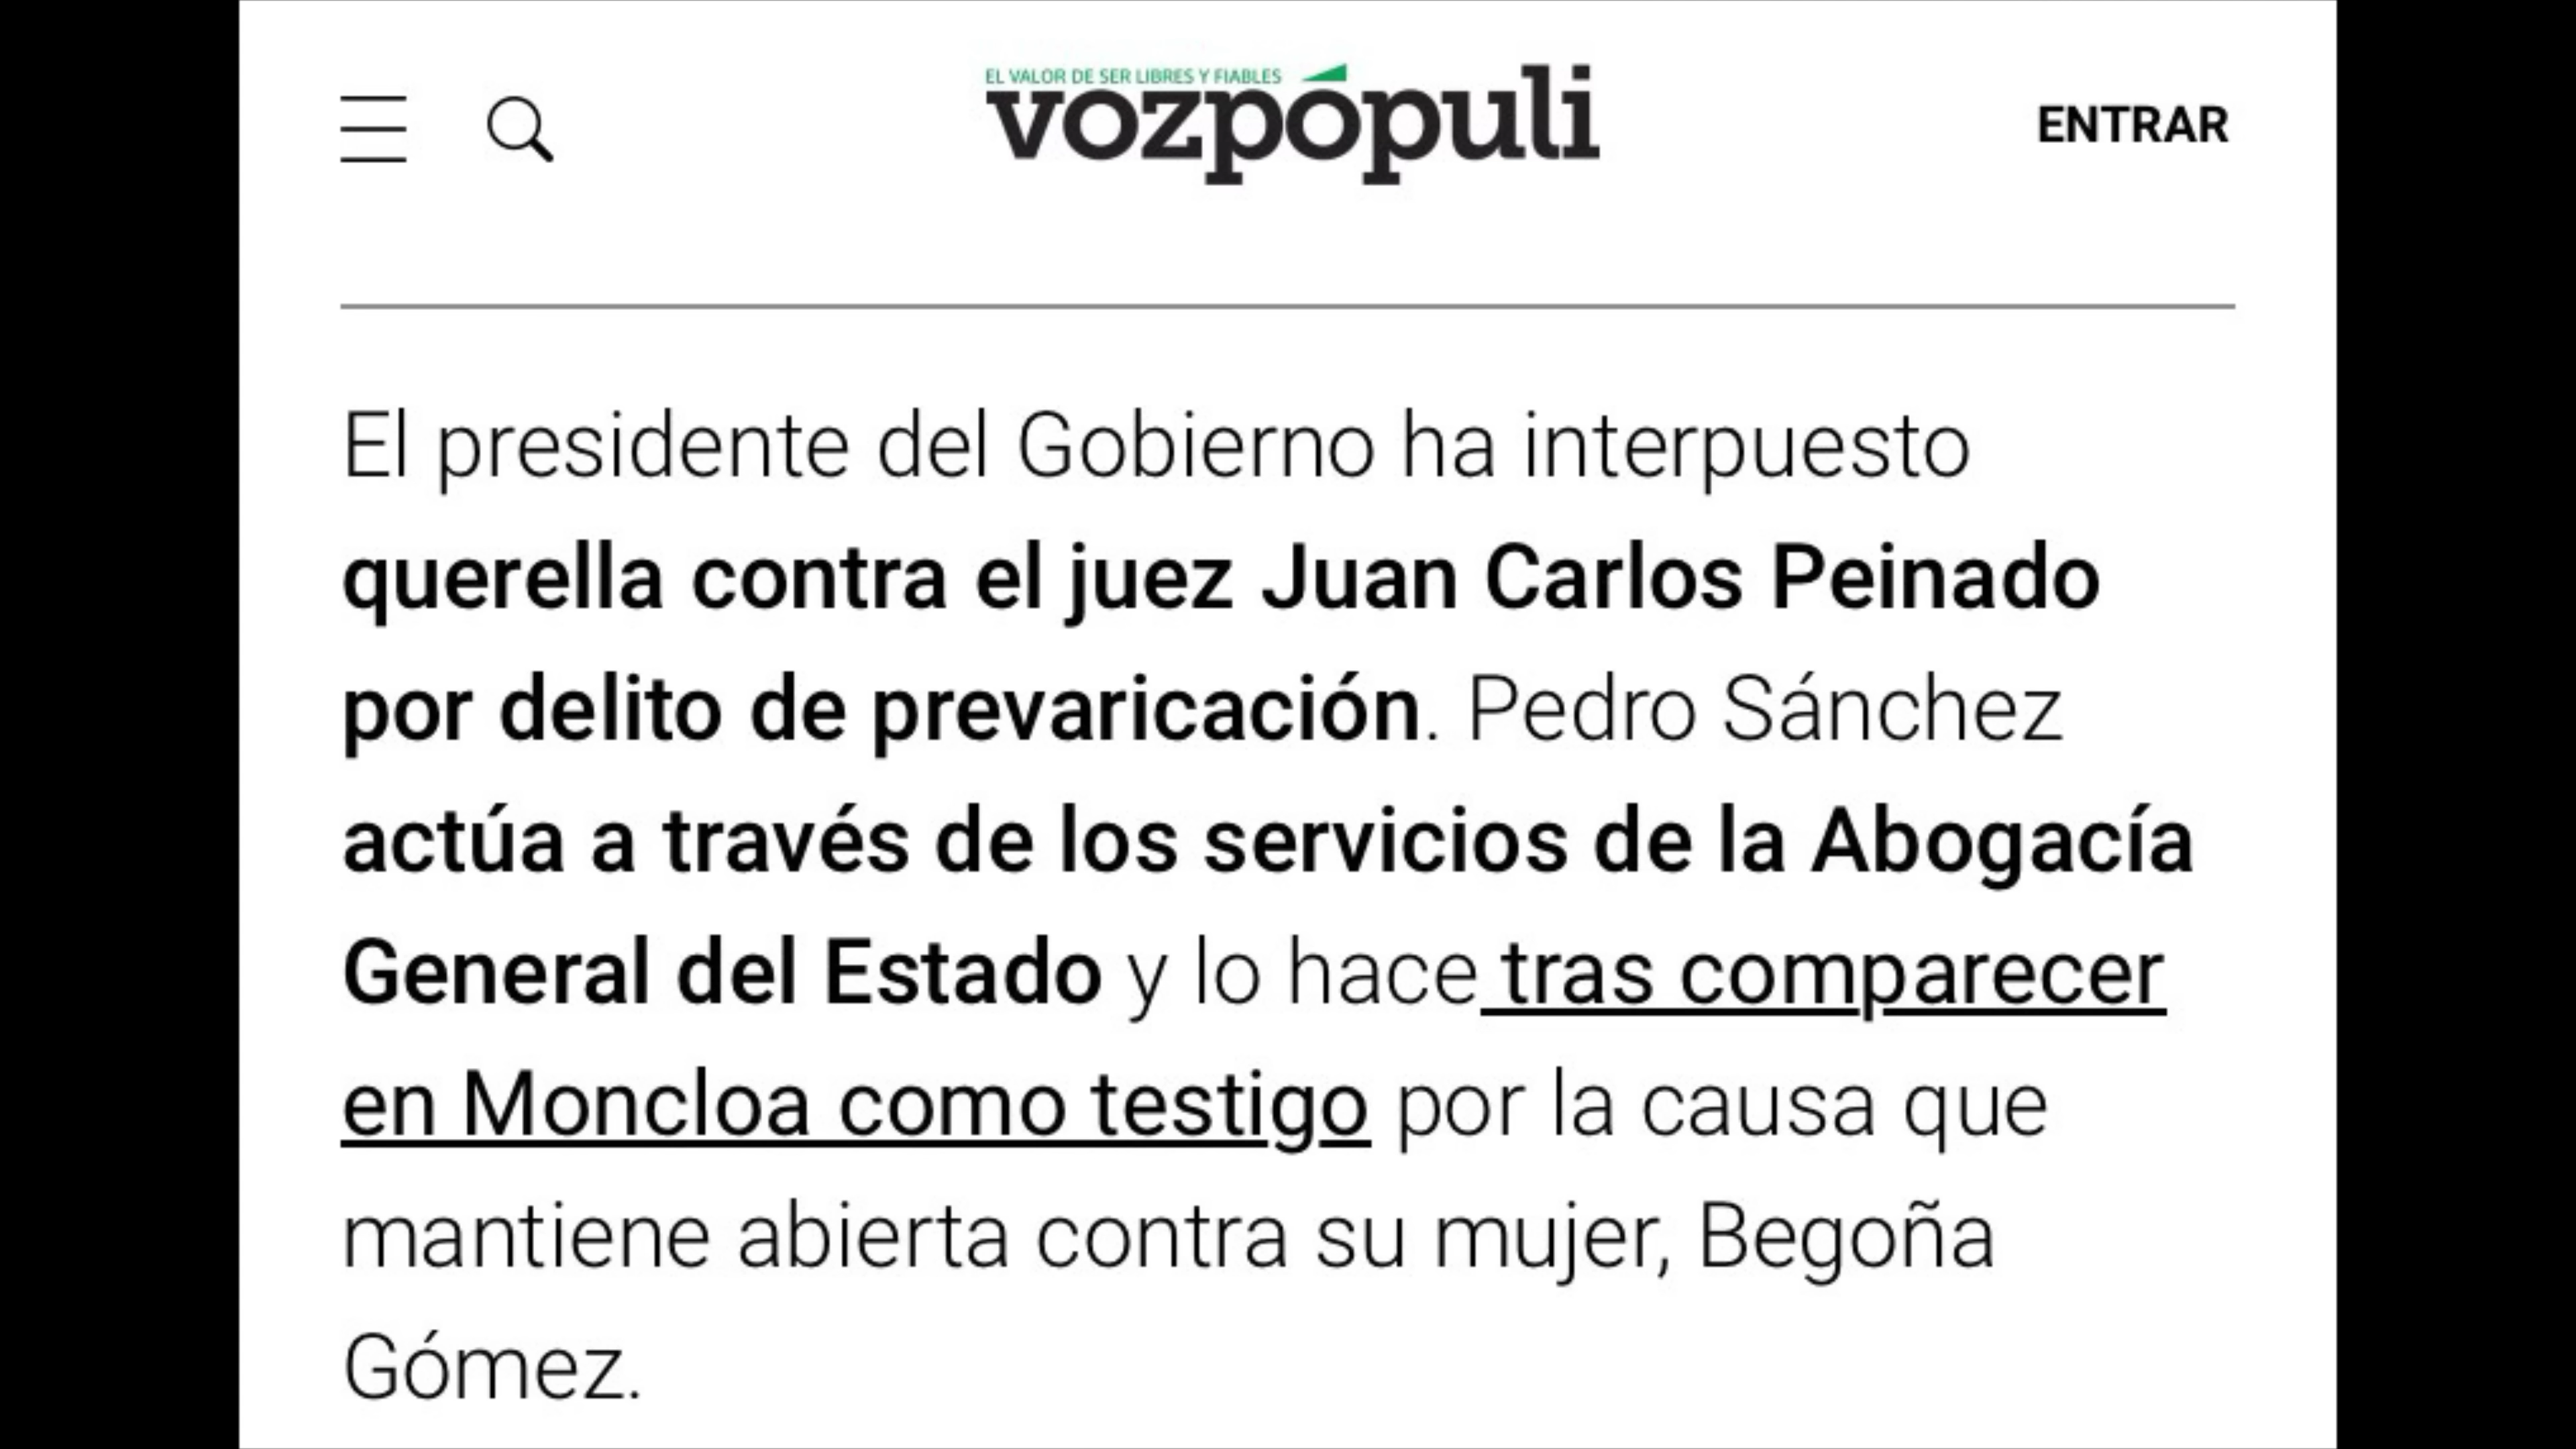 EL VALOR DE SER LIBRES Y FIABLES
vozpópuli
ENTRAR
El presidente del Gobierno ha interpuesto
querella contra el juez Juan Carlos Peinado
por delito de prevaricación. Pedro Sánchez
actúa a través de los servicios de la Abogacía
General del Estado y lo hace tras comparecer
en Moncloa como testigo por la causa que
mantiene abierta contra su mujer, Begoña
Gómez.